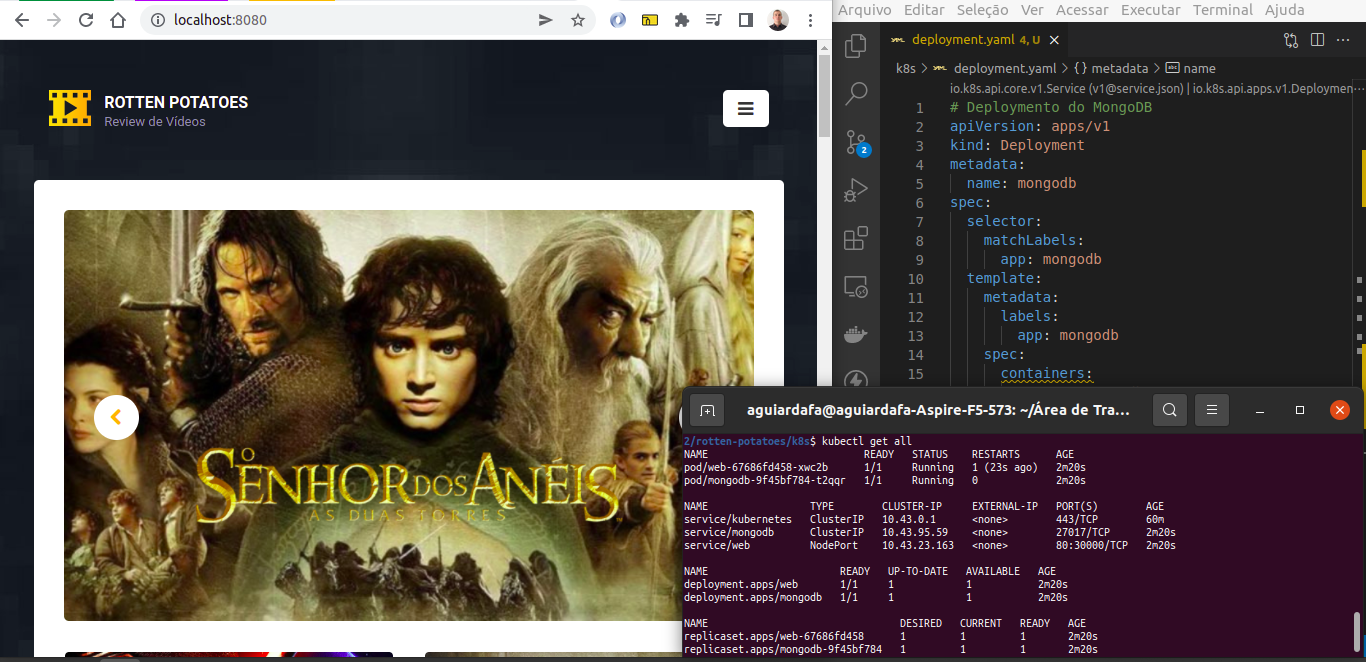 localhost:8080
ROTTEN POTATOES
Review de Vídeos
O SENHOR DOS ANÉIS
AS DUAS TORRES
Arquivo Editar Seleção Ver Acessar Executar Terminal Ajuda
deployment.yaml 4, U
k8s > deployment.yaml > {} metadata > abc name
io.k8s.api.core.v1.Service (v1@service.json) | io.k8s.api.apps.v1.Deploymen...
1 # Deploymento do MongoDB
2 apiVersion: apps/v1
3 kind: Deployment
4 metadata:
5 name: mongodb
6 spec:
7 selector:
8 matchLabels:
9 app: mongodb
10 template:
11 metadata:
12 labels:
13 app: mongodb
14 spec:
15 containers:
2
aguiardafa@aguiardafa-Aspire-F5-573: ~/Área de Tra...
2/rotten-potatoes/k8s$ kubectl get all
NAME READY STATUS RESTARTS AGE
pod/web-67686fd458-xwc2b 1/1 Running 1 (23s ago) 2m20s
pod/mongodb-9f45bf784-t2qqr 1/1 Running 0 2m20s
NAME TYPE CLUSTER-IP EXTERNAL-IP PORT(S) AGE
service/kubernetes ClusterIP 10.43.0.1 <none> 443/TCP 60m
service/mongodb ClusterIP 10.43.95.59 <none> 27017/TCP 2m20s
service/web NodePort 10.43.23.163 <none> 80:30000/TCP 2m20s
NAME READY UP-TO-DATE AVAILABLE AGE
deployment.apps/web 1/1 1 1 2m20s
deployment.apps/mongodb 1/1 1 1 2m20s
NAME DESIRED CURRENT READY AGE
replicaset.apps/web-67686fd458 1 1 1 2m20s
replicaset.apps/mongodb-9f45bf784 1 1 1 2m20s